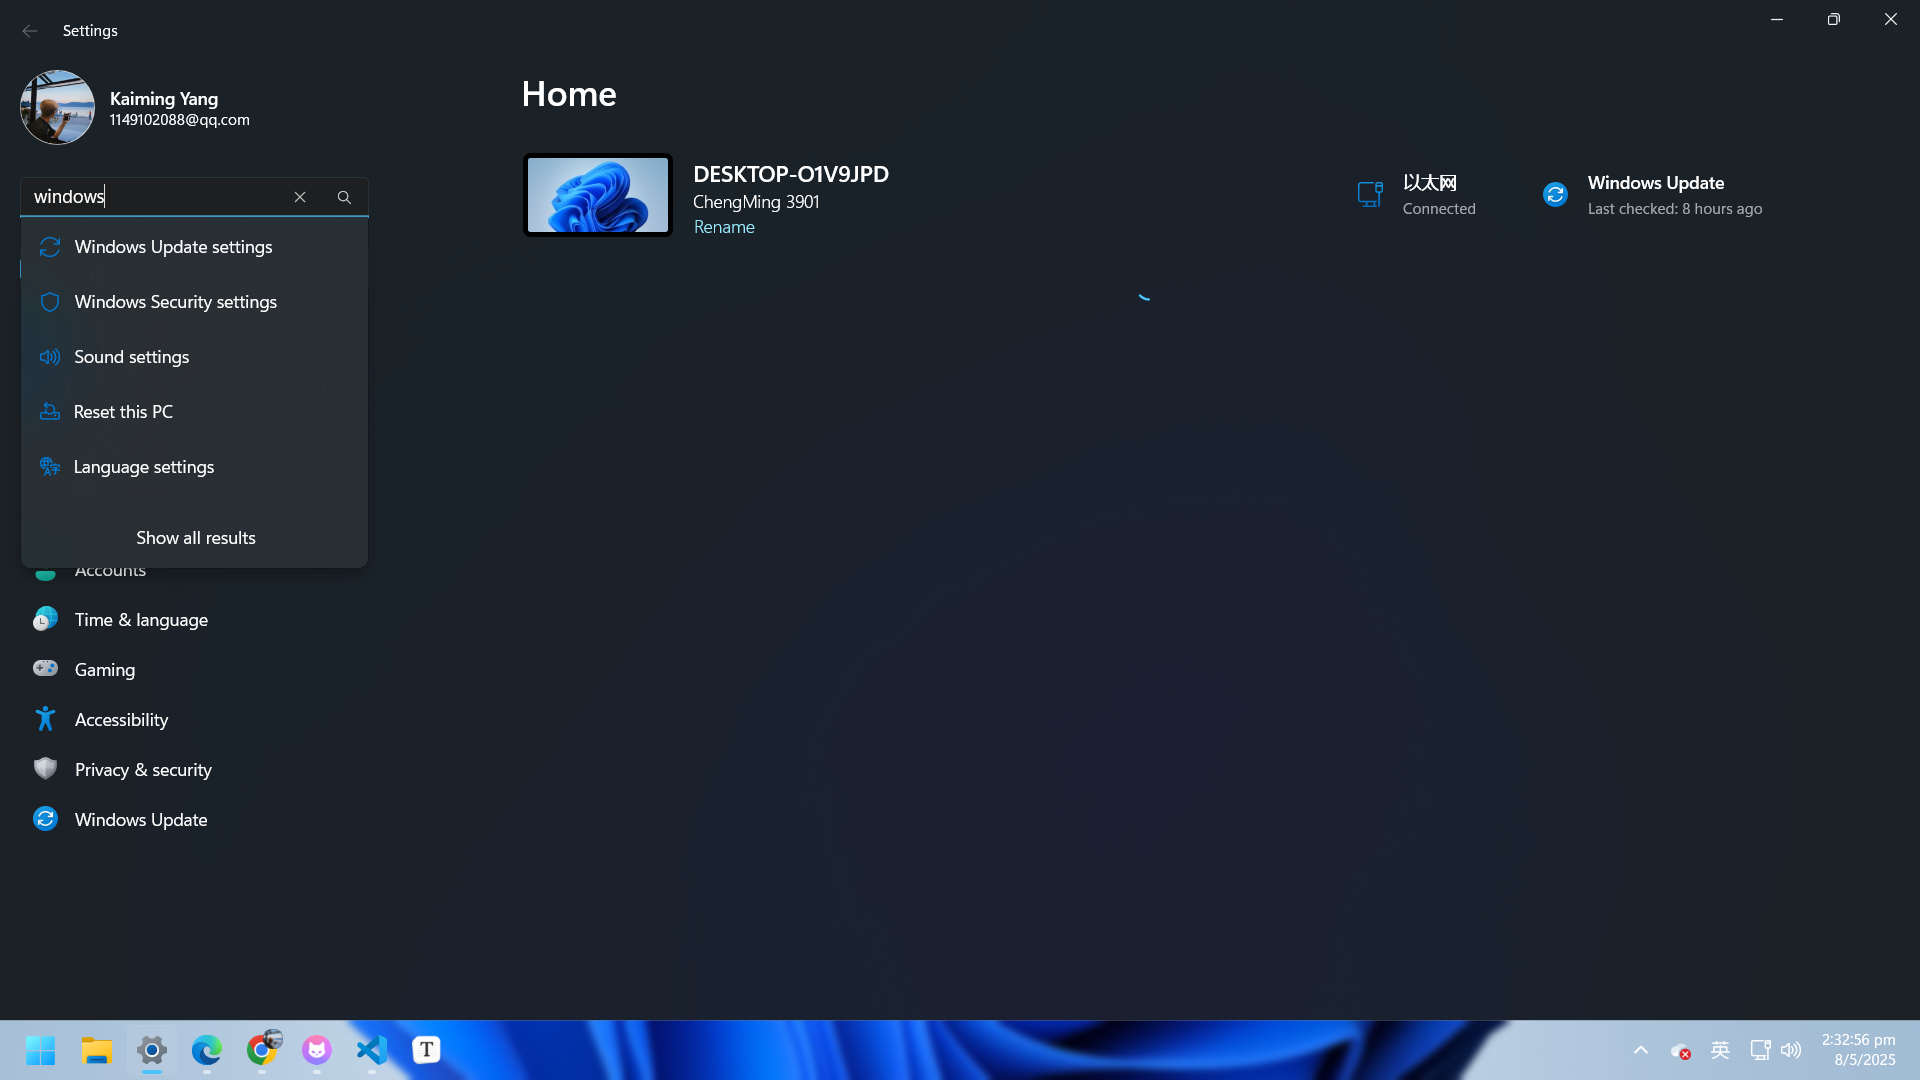 Settings
Kaiming Yang
1149102088@qq.com
windows
Windows Update settings
Windows Security settings
Sound settings
Reset this PC
Language settings
Show all results
Accounts
Time & language
Gaming
Accessibility
Privacy & security
Windows Update
Home
DESKTOP-O1V9JPD
ChengMing 3901
Rename
以太网
Connected
Windows Update
Last checked: 8 hours ago
T
英
2:32:56 pm
8/5/2025